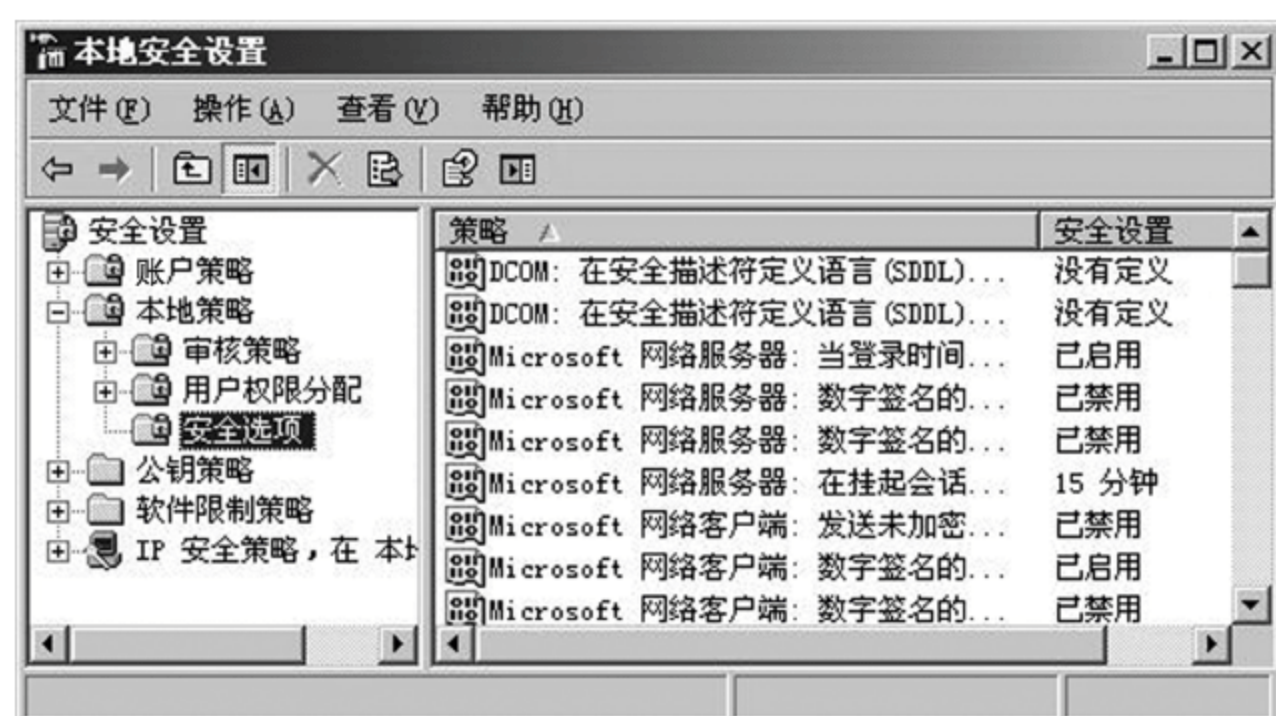 本地安全设置
文件(F) 操作(A) 查看(V) 帮助(H)
安全设置
账户策略
本地策略
审核策略
用户权限分配
安全选项
公钥策略
软件限制策略
IP 安全策略，在 本
策略 安全设置
DCOM: 在安全描述符定义语言(SDDL)... 没有定义
DCOM: 在安全描述符定义语言(SDDL)... 没有定义
Microsoft 网络服务器: 当登录时间... 已启用
Microsoft 网络服务器: 数字签名的... 已禁用
Microsoft 网络服务器: 数字签名的... 已禁用
Microsoft 网络服务器: 在挂起会话... 15 分钟
Microsoft 网络客户端: 发送未加密... 已禁用
Microsoft 网络客户端: 数字签名的... 已启用
Microsoft 网络客户端: 数字签名的... 已禁用